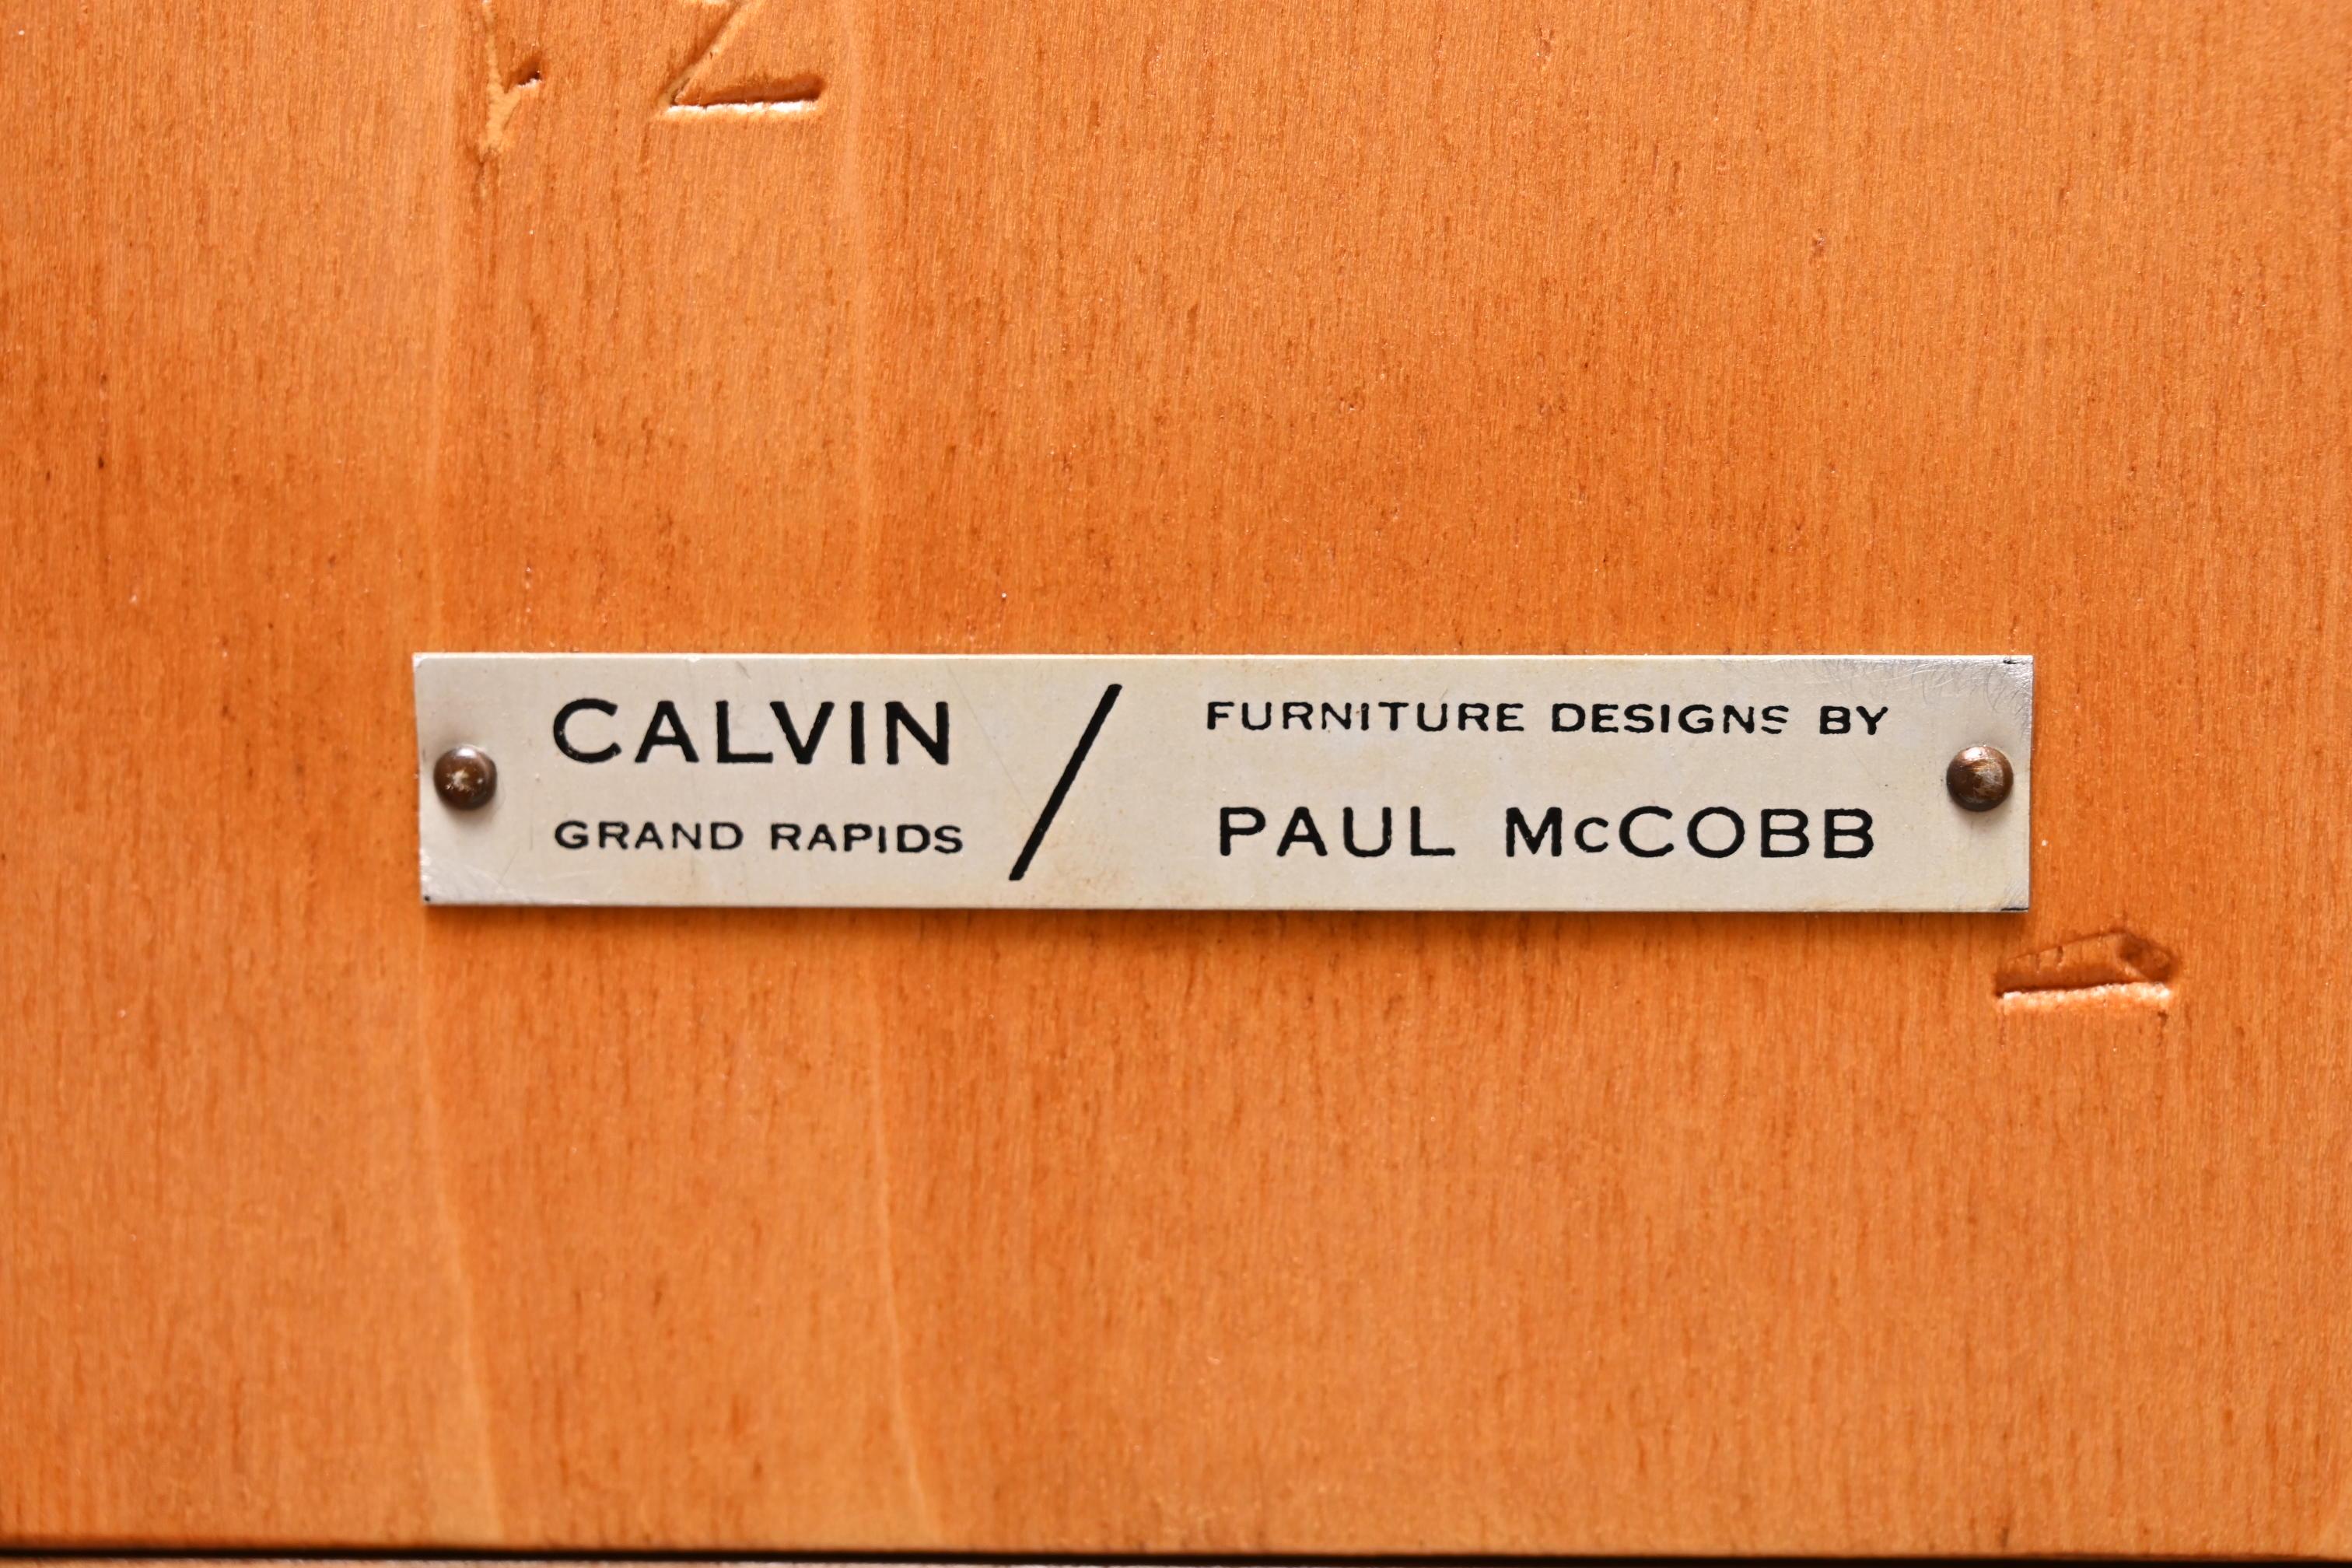 CALVIN
GRAND RAPIDS
/
FURNITURE DESIGNS BY
PAUL McCOBB